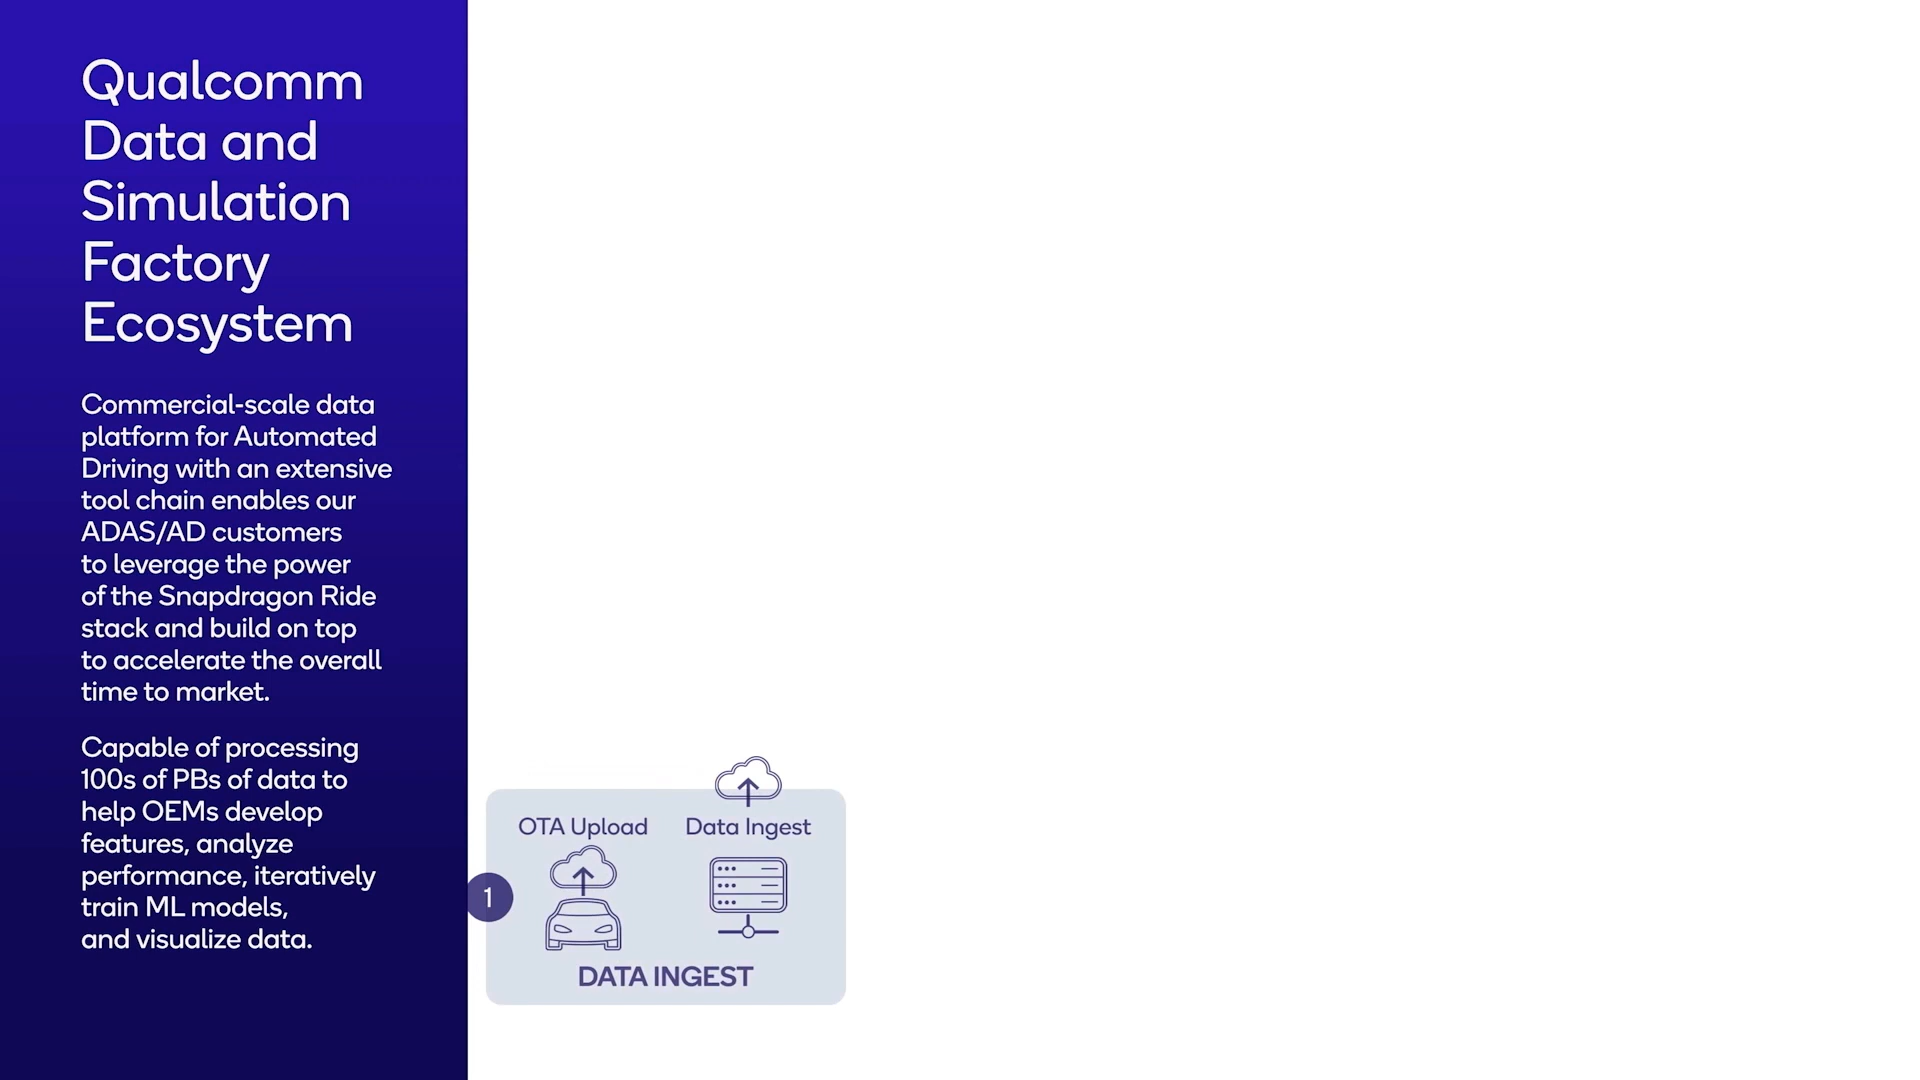 Qualcomm
Data and
Simulation
Factory
Ecosystem
Commercial-scale data
platform for Automated
Driving with an extensive
tool chain enables our
ADAS/AD customers
to leverage the power
of the Snapdragon Ride
stack and build on top
to accelerate the overall
time to market.
Capable of processing
100s of PBs of data to
help OEMs develop
features, analyze
performance, iteratively
train ML models,
and visualize data.
OTA Upload
Data Ingest
1
DATA INGEST